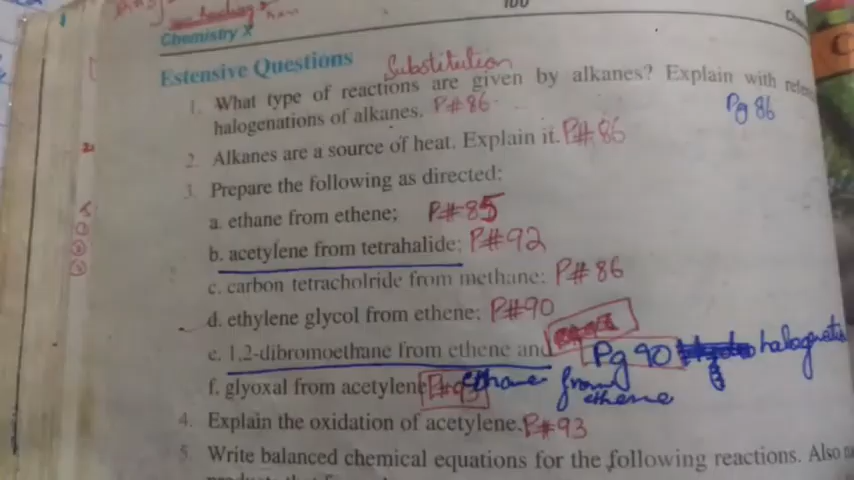 100
Chemistry X
Estensive Questions Substitution
1. What type of reactions are given by alkanes? Explain with
halogenations of alkanes. P#86 Pg 86
2. Alkanes are a source of heat. Explain it. P#86
3. Prepare the following as directed:
a. ethane from ethene; P#85
b. acetylene from tetrahalide; P#92
c. carbon tetracholride from methane; P#86
d. ethylene glycol from ethene; P#90
e. 1,2-dibromoethane from ethene and Pg 90
f. glyoxal from acetylene P#93 ethane from
ethene
4. Explain the oxidation of acetylene. P#93
5. Write balanced chemical equations for the following reactions. Also